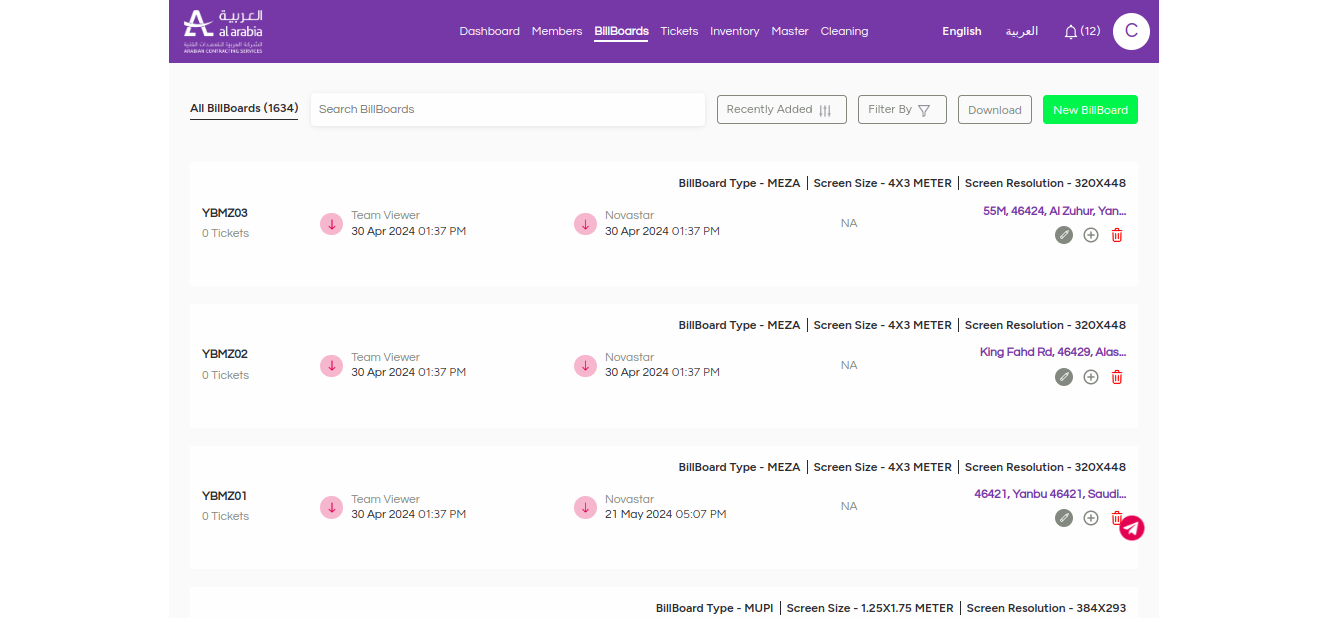 العربية
al arabia
الشركة العربية للتعهدات الفنية
ARABIAN CONTRACTING SERVICES
Dashboard Members BillBoards Tickets Inventory Master Cleaning English العربية (12) C
All BillBoards (1634) Search BillBoards Recently Added Filter By Download New BillBoard
BillBoard Type - MEZA | Screen Size - 4X3 METER | Screen Resolution - 320X448
YBMZ03 Team Viewer Novastar NA 55M, 46424, Al Zuhur, Yan...
0 Tickets 30 Apr 2024 01:37 PM 30 Apr 2024 01:37 PM
BillBoard Type - MEZA | Screen Size - 4X3 METER | Screen Resolution - 320X448
YBMZ02 Team Viewer Novastar NA King Fahd Rd, 46429, Alas...
0 Tickets 30 Apr 2024 01:37 PM 30 Apr 2024 01:37 PM
BillBoard Type - MEZA | Screen Size - 4X3 METER | Screen Resolution - 320X448
YBMZ01 Team Viewer Novastar NA 46421, Yanbu 46421, Saudi...
0 Tickets 30 Apr 2024 01:37 PM 21 May 2024 05:07 PM
BillBoard Type - MUPI | Screen Size - 1.25X1.75 METER | Screen Resolution - 384X293